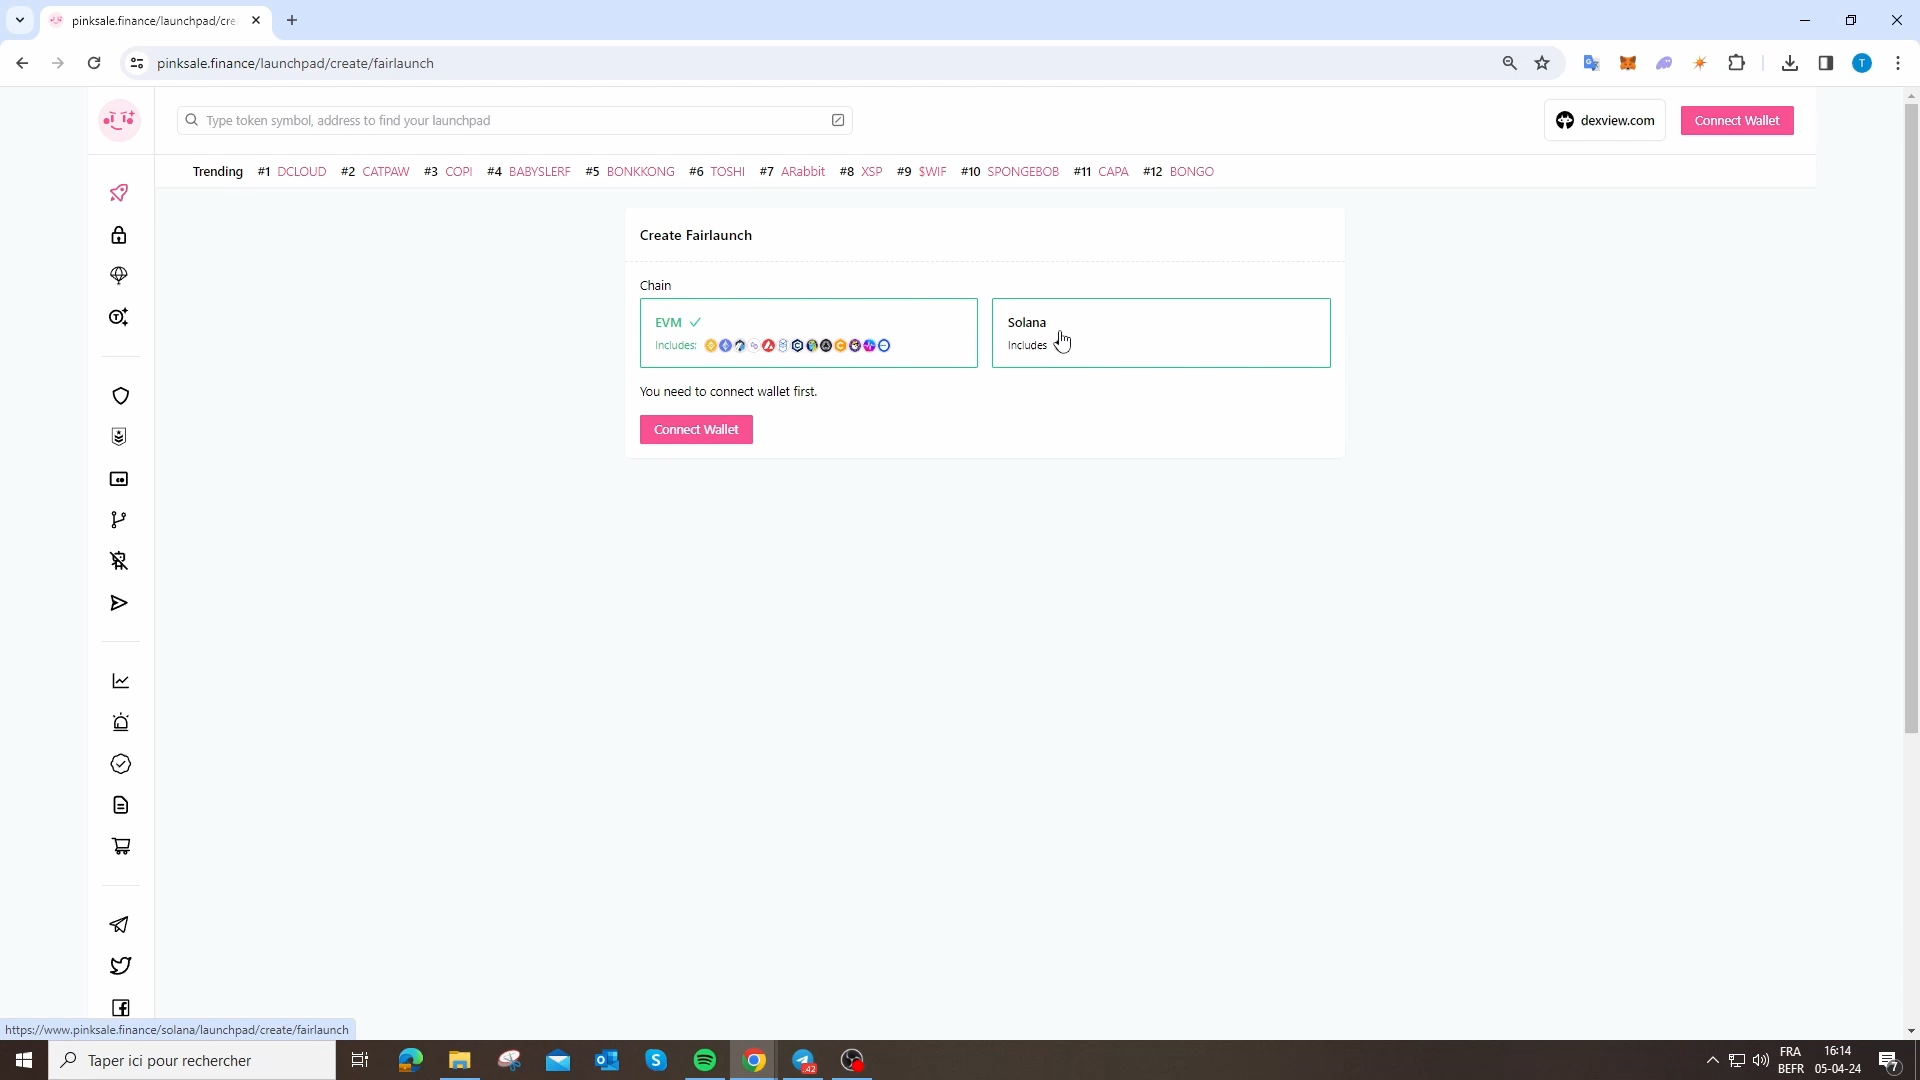 pinksale.finance/launchpad/cre
pinksale.finance/launchpad/create/fairlaunch
T
Type token symbol, address to find your launchpad
dexview.com
Connect Wallet
Trending #1 DCLOUD #2 CATPAW #3 COPI #4 BABYSLERF #5 BONKKONG #6 TOSHI #7 ARabbit #8 XSP #9 $WIF #10 SPONGEBOB #11 CAPA #12 BONGO
Create Fairlaunch
Chain
EVM
Includes:
Solana
Includes
You need to connect wallet first.
Connect Wallet
https://www.pinksale.finance/solana/launchpad/create/fairlaunch
Taper ici pour rechercher
42
FRA
BEFR
16:14
05-04-24
7